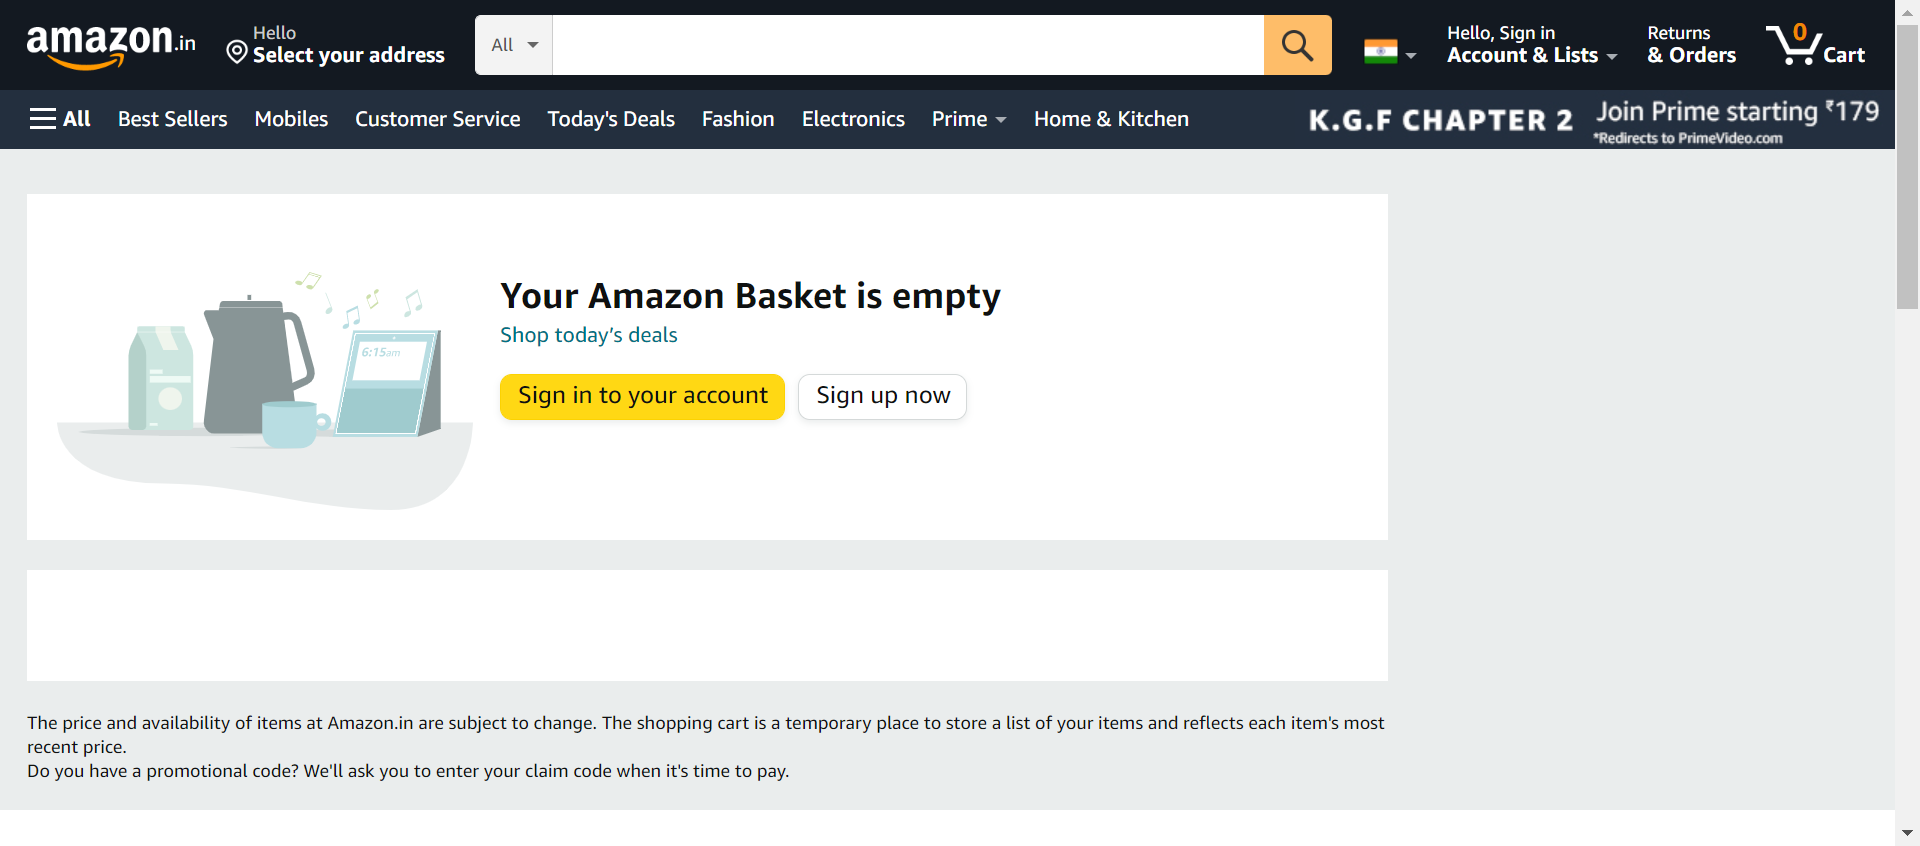 amazon.in
Hello
Select your address
All
Hello, Sign in
Account & Lists
Returns
& Orders
0
Cart
All
Best Sellers
Mobiles
Customer Service
Today's Deals
Fashion
Electronics
Prime
Home & Kitchen
K.G.F CHAPTER 2
Join Prime starting ₹179
*Redirects to PrimeVideo.com
6:15am
Your Amazon Basket is empty
Shop today’s deals
Sign in to your account
Sign up now
The price and availability of items at Amazon.in are subject to change. The shopping cart is a temporary place to store a list of your items and reflects each item's most
recent price.
Do you have a promotional code? We'll ask you to enter your claim code when it's time to pay.